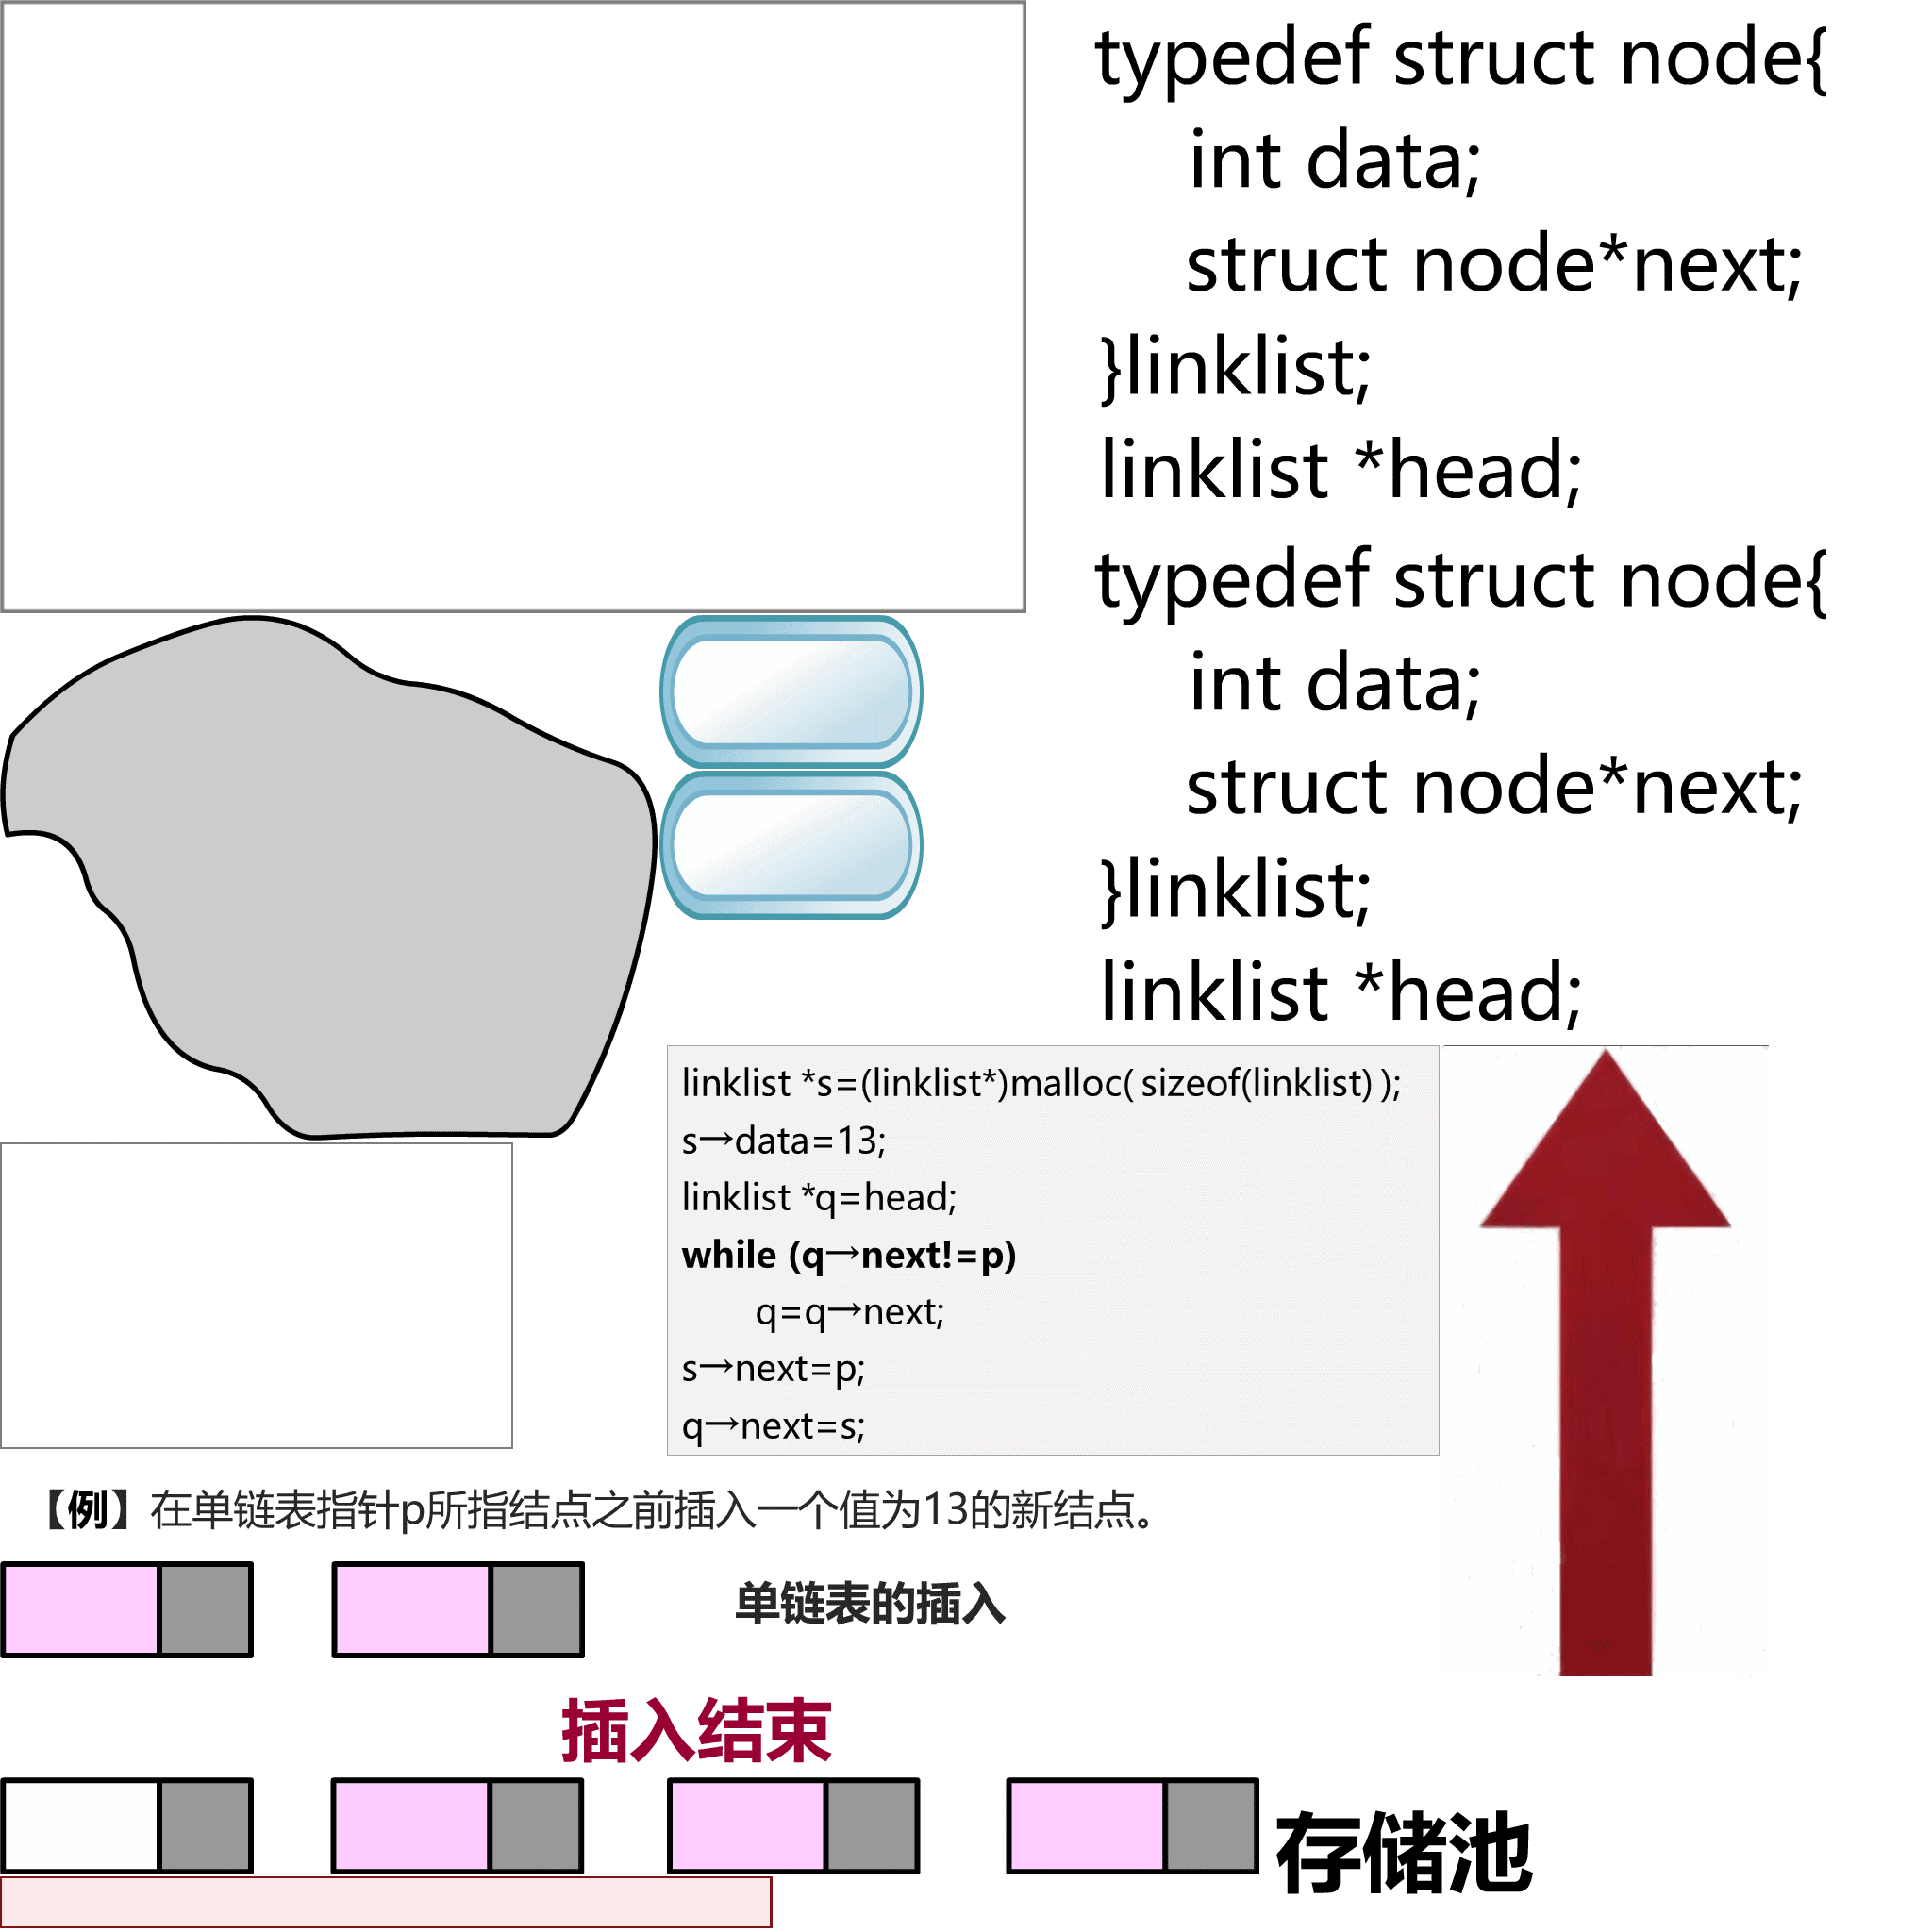 typedef struct node{
int data;
struct node*next;
}linklist;
linklist *head;
typedef struct node{
int data;
struct node*next;
}linklist;
linklist *head;
linklist *s=(linklist*)malloc( sizeof(linklist) );
s→data=13;
linklist *q=head;
while (q→next!=p)
q=q→next;
s→next=p;
q→next=s;
【例】在单链表指针p所指结点之前插入一个值为13的新结点。
单链表的插入
插入结束
存储池